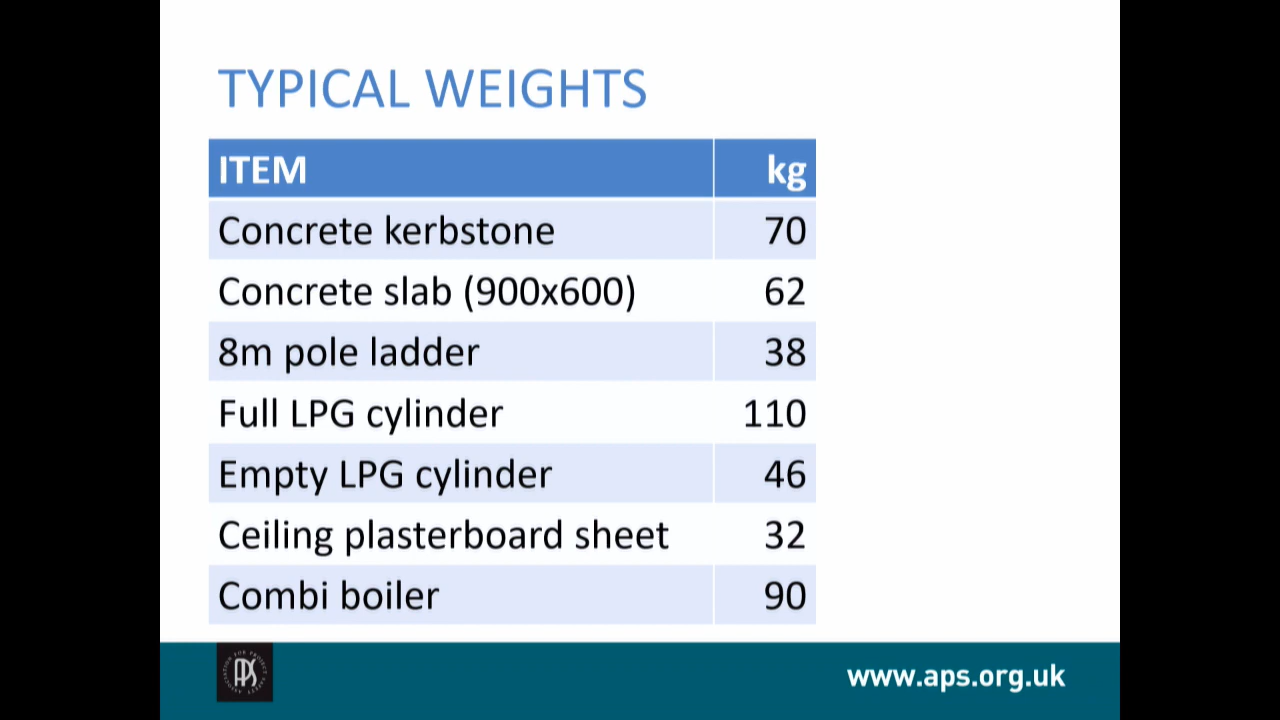 TYPICAL WEIGHTS
ITEM kg
Concrete kerbstone 70
Concrete slab (900x600) 62
8m pole ladder 38
Full LPG cylinder 110
Empty LPG cylinder 46
Ceiling plasterboard sheet 32
Combi boiler 90
APS
www.aps.org.uk